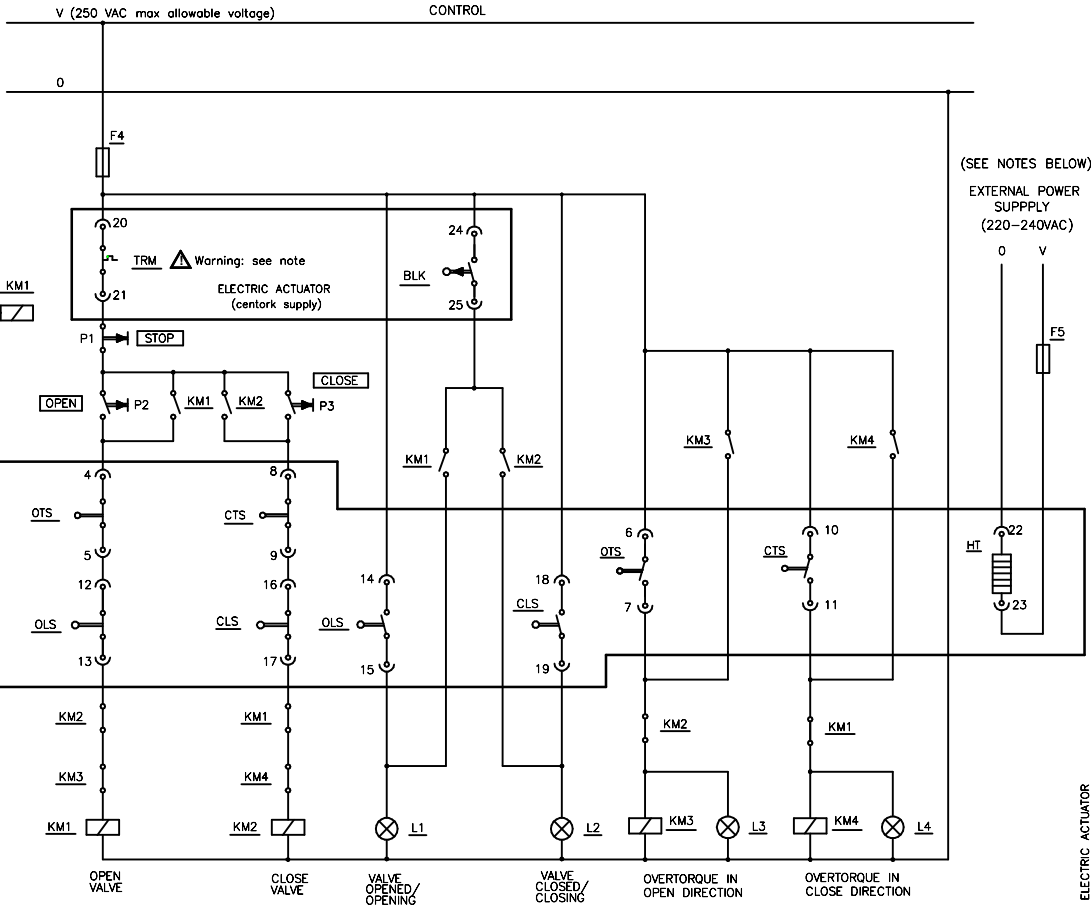 V (250 VAC max allowable voltage)
CONTROL
0
F4
(SEE NOTES BELOW)
EXTERNAL POWER
SUPPPLY
(220-240VAC)
0 V
20
24
TRM
Warning: see note
BLK
KM1
21
ELECTRIC ACTUATOR
(centork supply)
25
P1
STOP
F5
CLOSE
OPEN
P2
KM1
KM2
P3
KM3
KM4
KM1
KM2
4
8
OTS
CTS
6
10
22
5
9
OTS
CTS
HT
12
16
14
18
7
11
23
OLS
CLS
OLS
CLS
13
17
15
19
KM2
KM1
KM2
KM1
KM3
KM4
KM1
KM2
L1
L2
KM3
L3
KM4
L4
OPEN
VALVE
CLOSE
VALVE
VALVE
OPENED/
OPENING
VALVE
CLOSED/
CLOSING
OVERTORQUE IN
OPEN DIRECTION
OVERTORQUE IN
CLOSE DIRECTION
ELECTRIC ACTUATOR